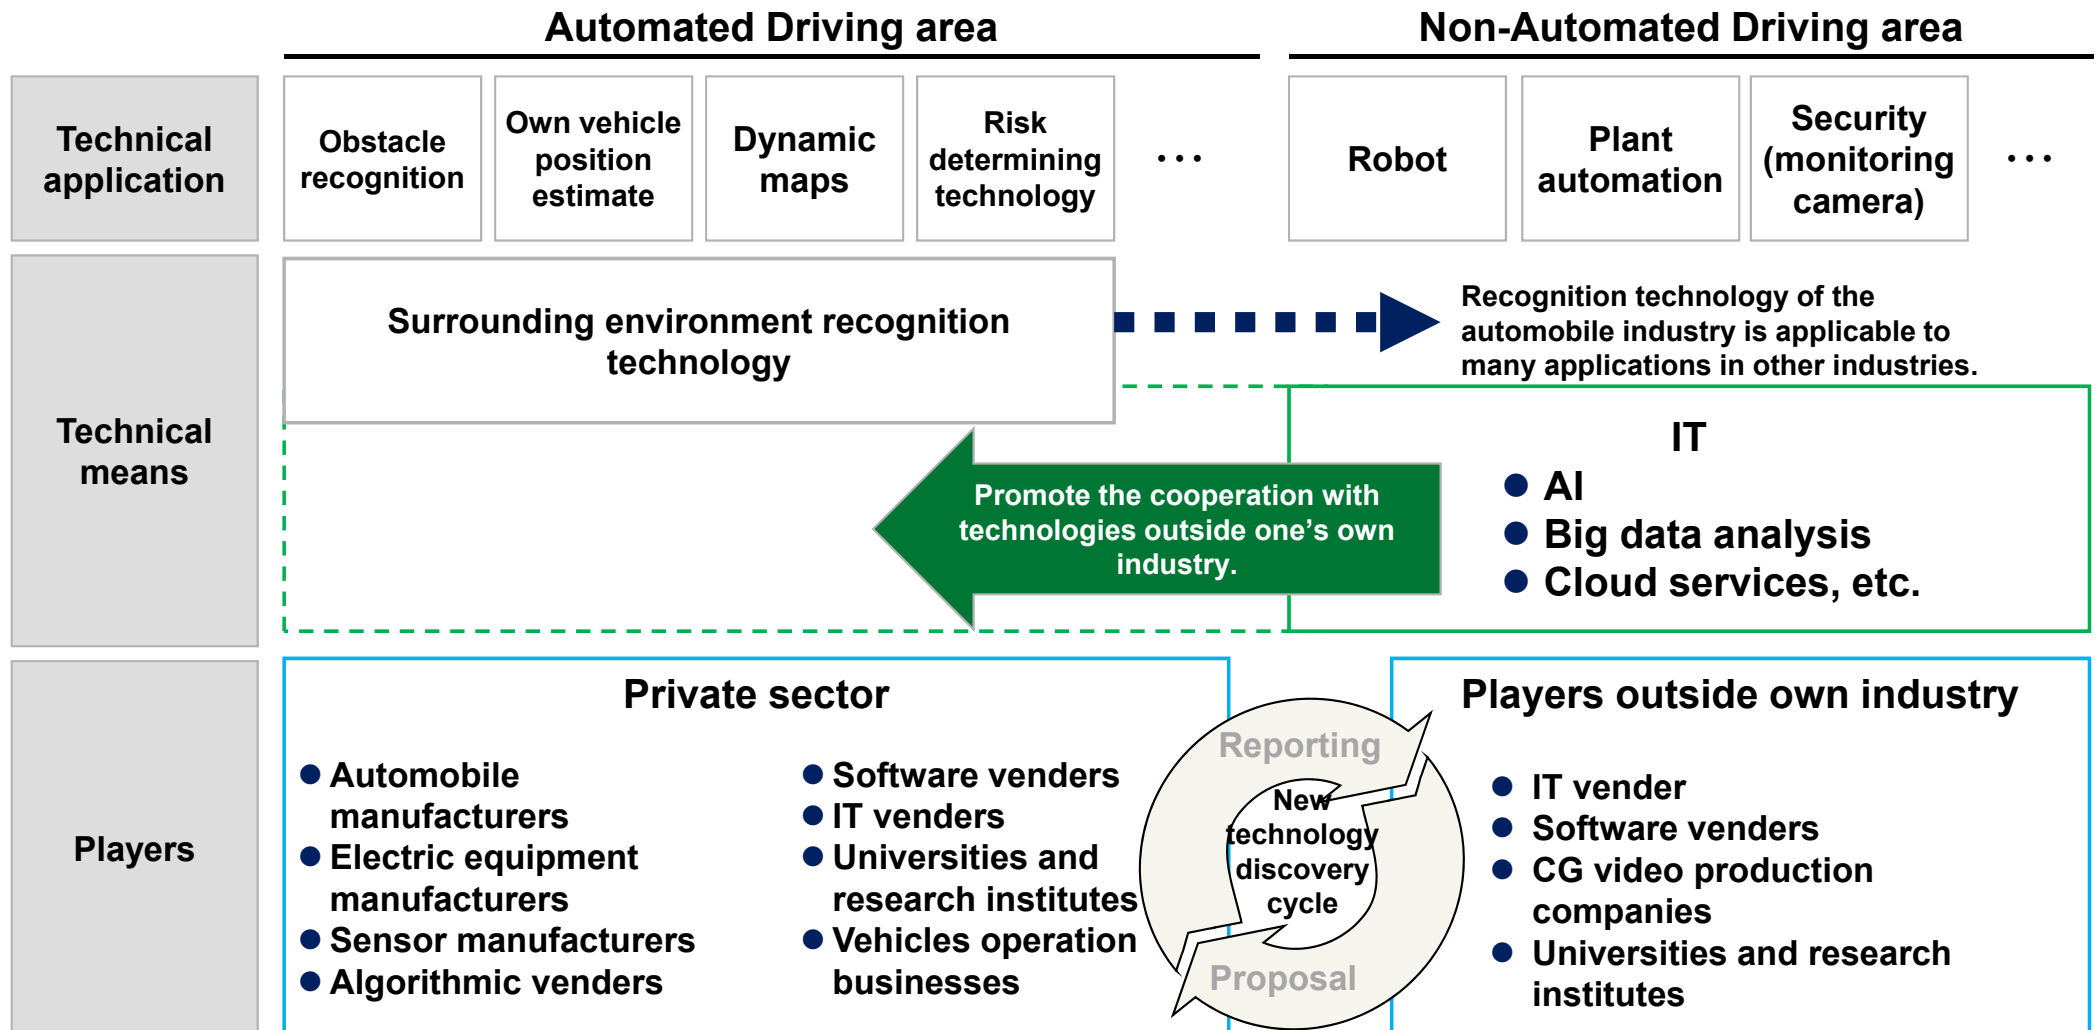 Automated Driving area
Non-Automated Driving area
Technical
application
Obstacle
recognition
Own vehicle
position
estimate
Dynamic
maps
Risk
determining
technology
...
Robot
Plant
automation
Security
(monitoring
camera)
...
Technical
means
Surrounding environment recognition
technology
Recognition technology of the
automobile industry is applicable to
many applications in other industries.
Promote the cooperation with
technologies outside one's own
industry.
IT
● AI
● Big data analysis
● Cloud services, etc.
Players
Private sector
● Automobile
manufacturers
● Electric equipment
manufacturers
● Sensor manufacturers
● Algorithmic venders
● Software venders
● IT venders
● Universities and
research institutes
● Vehicles operation
businesses
Reporting
New
technology
discovery
cycle
Proposal
Players outside own industry
● IT vender
● Software venders
● CG video production
companies
● Universities and research
institutes